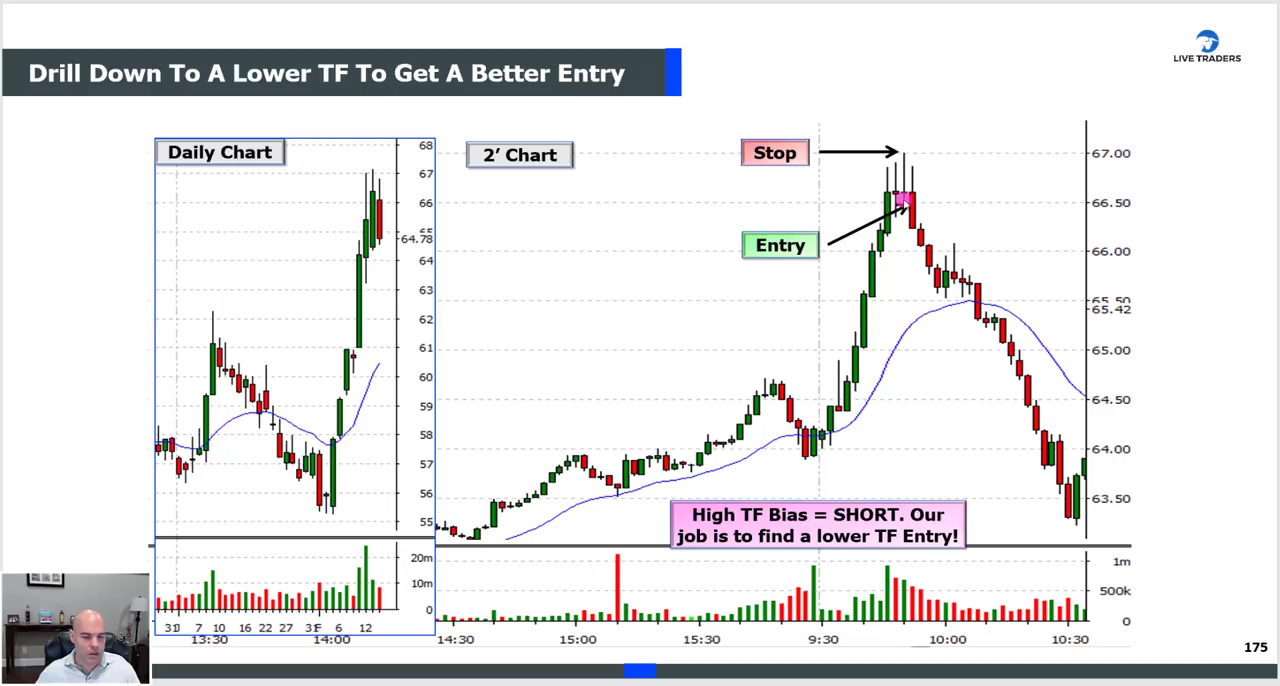 LIVE TRADERS
Drill Down To A Lower TF To Get A Better Entry
Daily Chart
68
67
66
65
64.78
64
63
62
61
60
59
58
57
56
55
20m
10m
0
31 7 10 16 22 27 31F 6 12
13:30 14:00
2’ Chart
Stop
Entry
67.00
66.50
66.00
65.50
65.42
65.00
64.50
64.00
63.50
High TF Bias = SHORT. Our
job is to find a lower TF Entry!
1m
500k
0
14:30 15:00 15:30 9:30 10:00 10:30
175